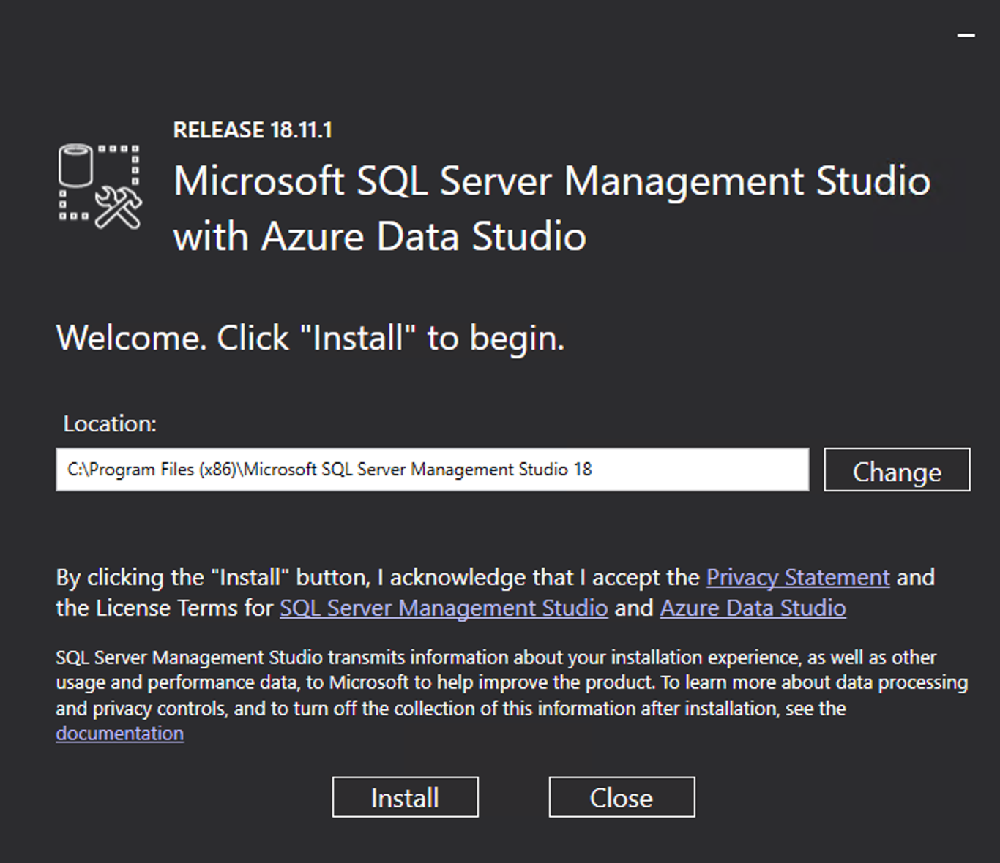 RELEASE 18.11.1
Microsoft SQL Server Management Studio
with Azure Data Studio
Welcome. Click "Install" to begin.
Location:
C:\Program Files (x86)\Microsoft SQL Server Management Studio 18
Change
By clicking the "Install" button, I acknowledge that I accept the Privacy Statement and
the License Terms for SQL Server Management Studio and Azure Data Studio
SQL Server Management Studio transmits information about your installation experience, as well as other
usage and performance data, to Microsoft to help improve the product. To learn more about data processing
and privacy controls, and to turn off the collection of this information after installation, see the
documentation
Install
Close